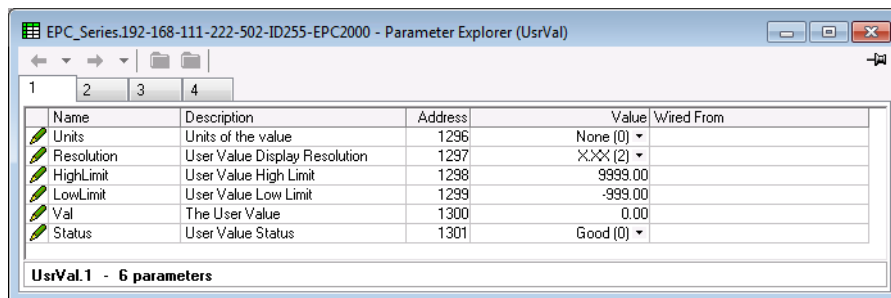 EPC_Series.192-168-111-222-502-ID255-EPC2000 - Parameter Explorer (UsrVal)
1 2 3 4
Name Description Address Value Wired From
Units Units of the value 1296 None (0)
Resolution User Value Display Resolution 1297 X.XX (2)
HighLimit User Value High Limit 1298 9999.00
LowLimit User Value Low Limit 1299 -999.00
Val The User Value 1300 0.00
Status User Value Status 1301 Good (0)
UsrVal.1 - 6 parameters